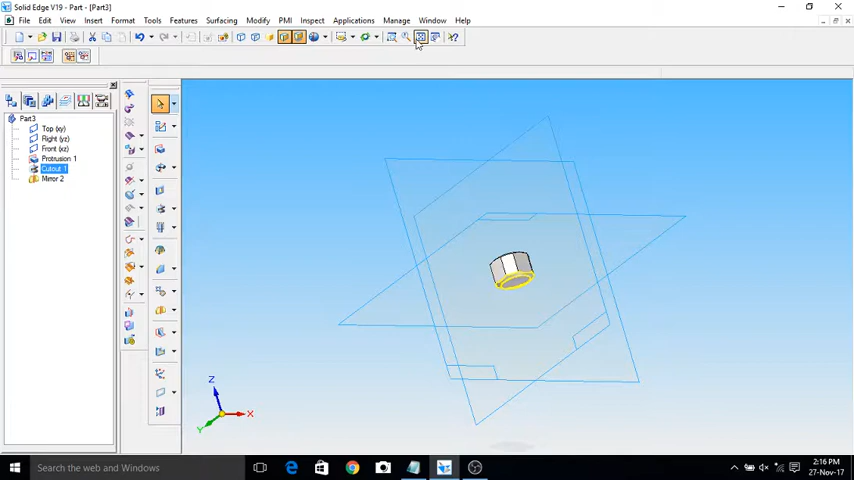 Solid Edge V19 - Part - [Part3]
File Edit View Insert Format Tools Features Surfacing Modify PMI Inspect Applications Manage Window Help
Part3
Top (xy)
Right (yz)
Front (xz)
Protrusion 1
Cutout 1
Mirror 2
Z
X
Y
Search the web and Windows
2:16 PM
27-Nov-17